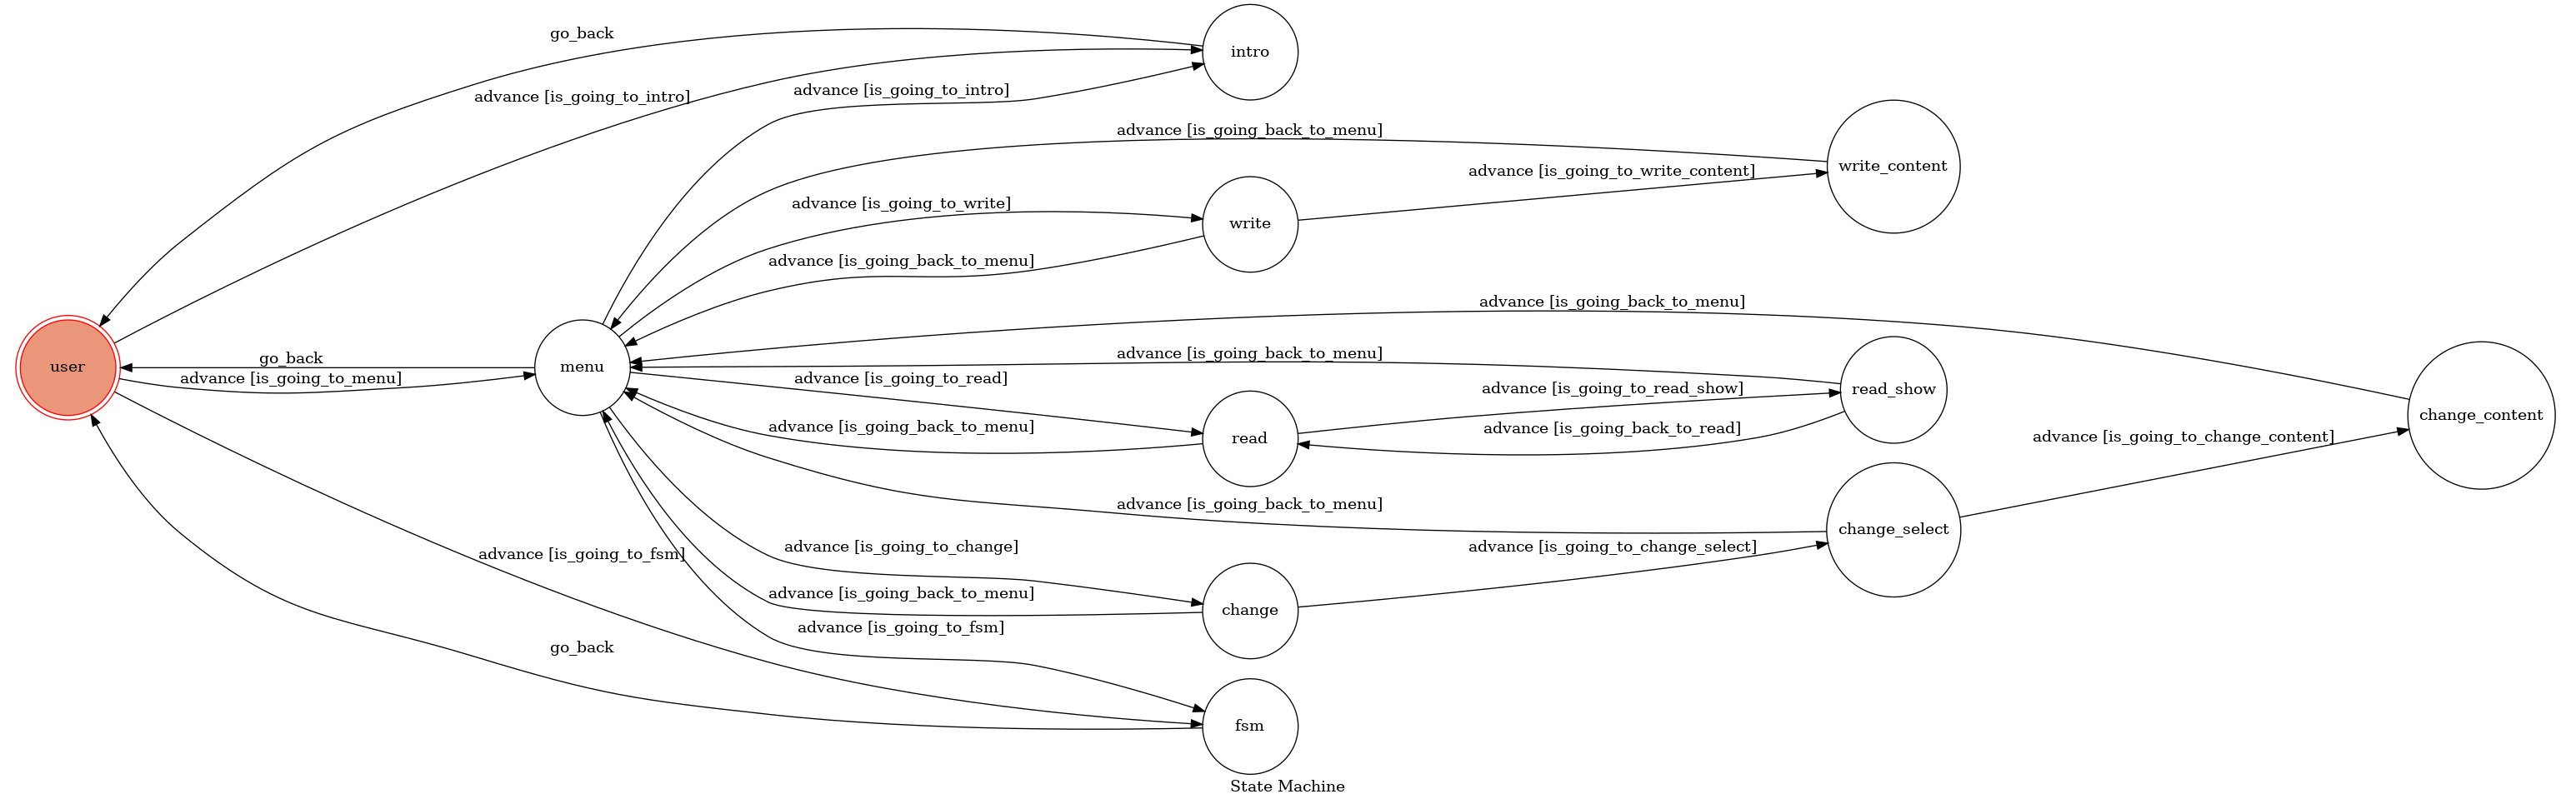 go_back
intro
advance [is_going_to_intro]
advance [is_going_to_intro]
advance [is_going_back_to_menu]
write_content
advance [is_going_to_write_content]
advance [is_going_to_write]
write
advance [is_going_back_to_menu]
advance [is_going_back_to_menu]
user
go_back
advance [is_going_to_menu]
menu
advance [is_going_back_to_menu]
advance [is_going_to_read]
advance [is_going_to_read_show]
read_show
advance [is_going_back_to_menu]
read
advance [is_going_back_to_read]
change_content
advance [is_going_to_change_content]
advance [is_going_back_to_menu]
change_select
advance [is_going_to_change]
advance [is_going_to_change_select]
advance [is_going_to_fsm]
advance [is_going_back_to_menu]
change
advance [is_going_to_fsm]
go_back
fsm
State Machine